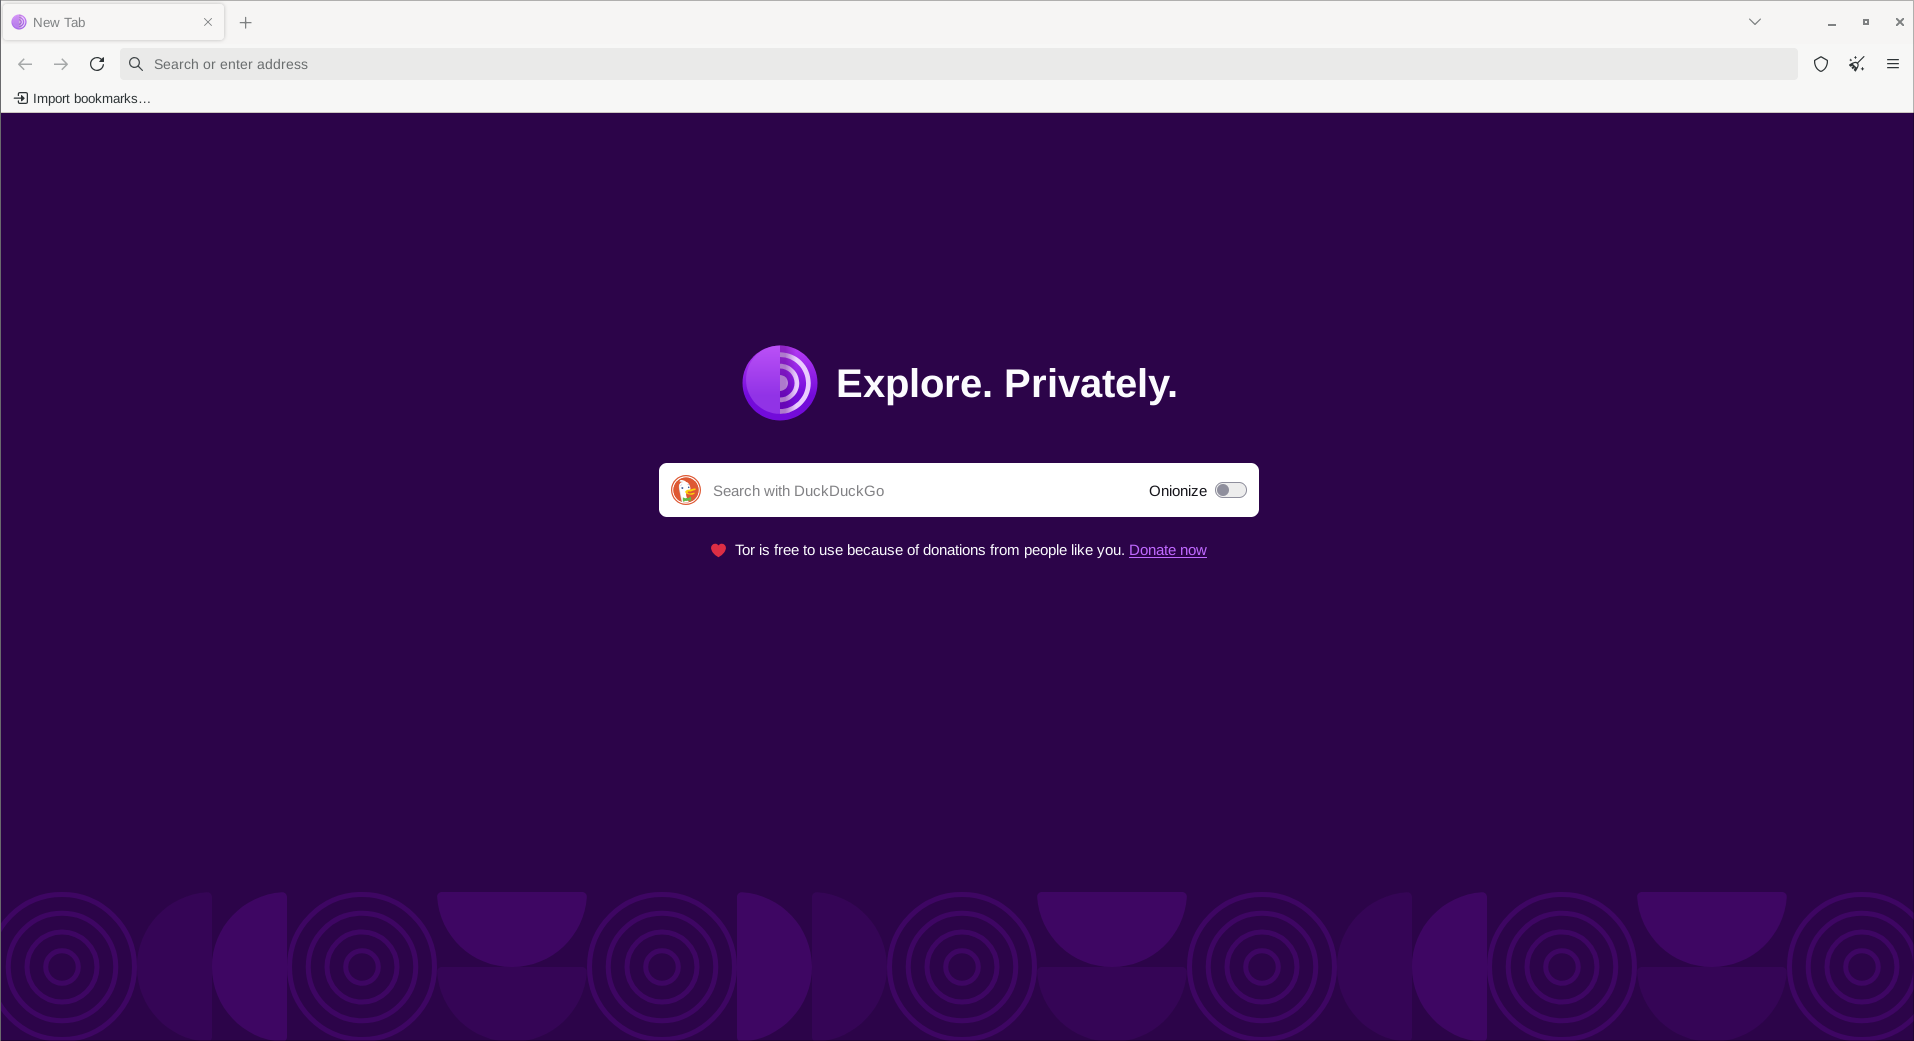 New Tab
Search or enter address
Import bookmarks…
Explore. Privately.
Search with DuckDuckGo
Onionize
Tor is free to use because of donations from people like you. Donate now